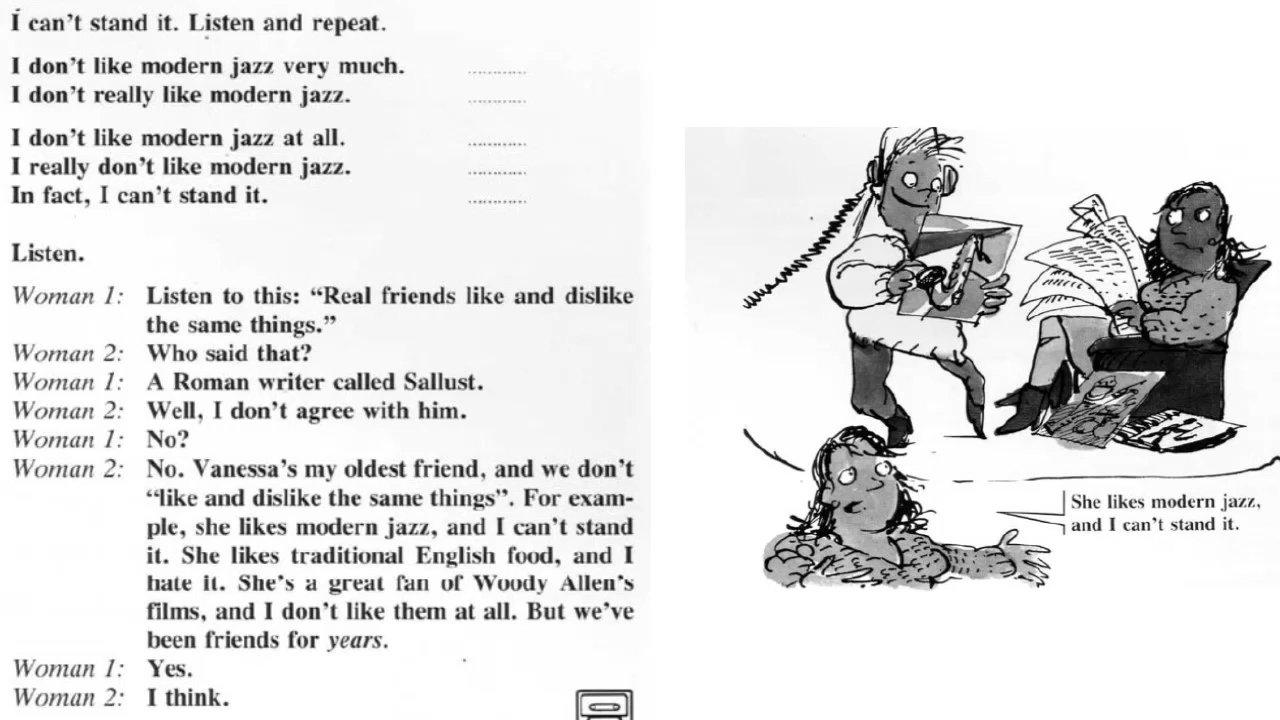 I can't stand it. Listen and repeat.
I don't like modern jazz very much. ............
I don't really like modern jazz. ............
I don't like modern jazz at all. ............
I really don't like modern jazz. ............
In fact, I can't stand it. ............
Listen.
Woman 1: Listen to this: “Real friends like and dislike
the same things.”
Woman 2: Who said that?
Woman 1: A Roman writer called Sallust.
Woman 2: Well, I don't agree with him.
Woman 1: No?
Woman 2: No. Vanessa's my oldest friend, and we don't
“like and dislike the same things”. For exam-
ple, she likes modern jazz, and I can't stand
it. She likes traditional English food, and I
hate it. She's a great fan of Woody Allen's
films, and I don't like them at all. But we've
been friends for years.
Woman 1: Yes.
Woman 2: I think.
She likes modern jazz,
and I can't stand it.